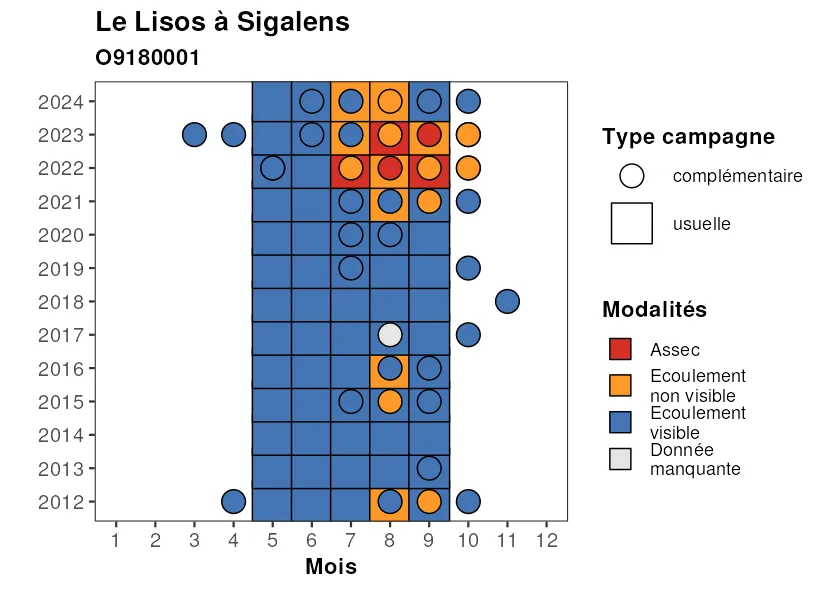 Le Lisos à Sigalens
O9180001
2024
2023
2022
2021
2020
2019
2018
2017
2016
2015
2014
2013
2012
1 2 3 4 5 6 7 8 9 10 11 12
Mois
Type campagne
complémentaire
usuelle
Modalités
Assec
Ecoulement
non visible
Ecoulement
visible
Donnée
manquante